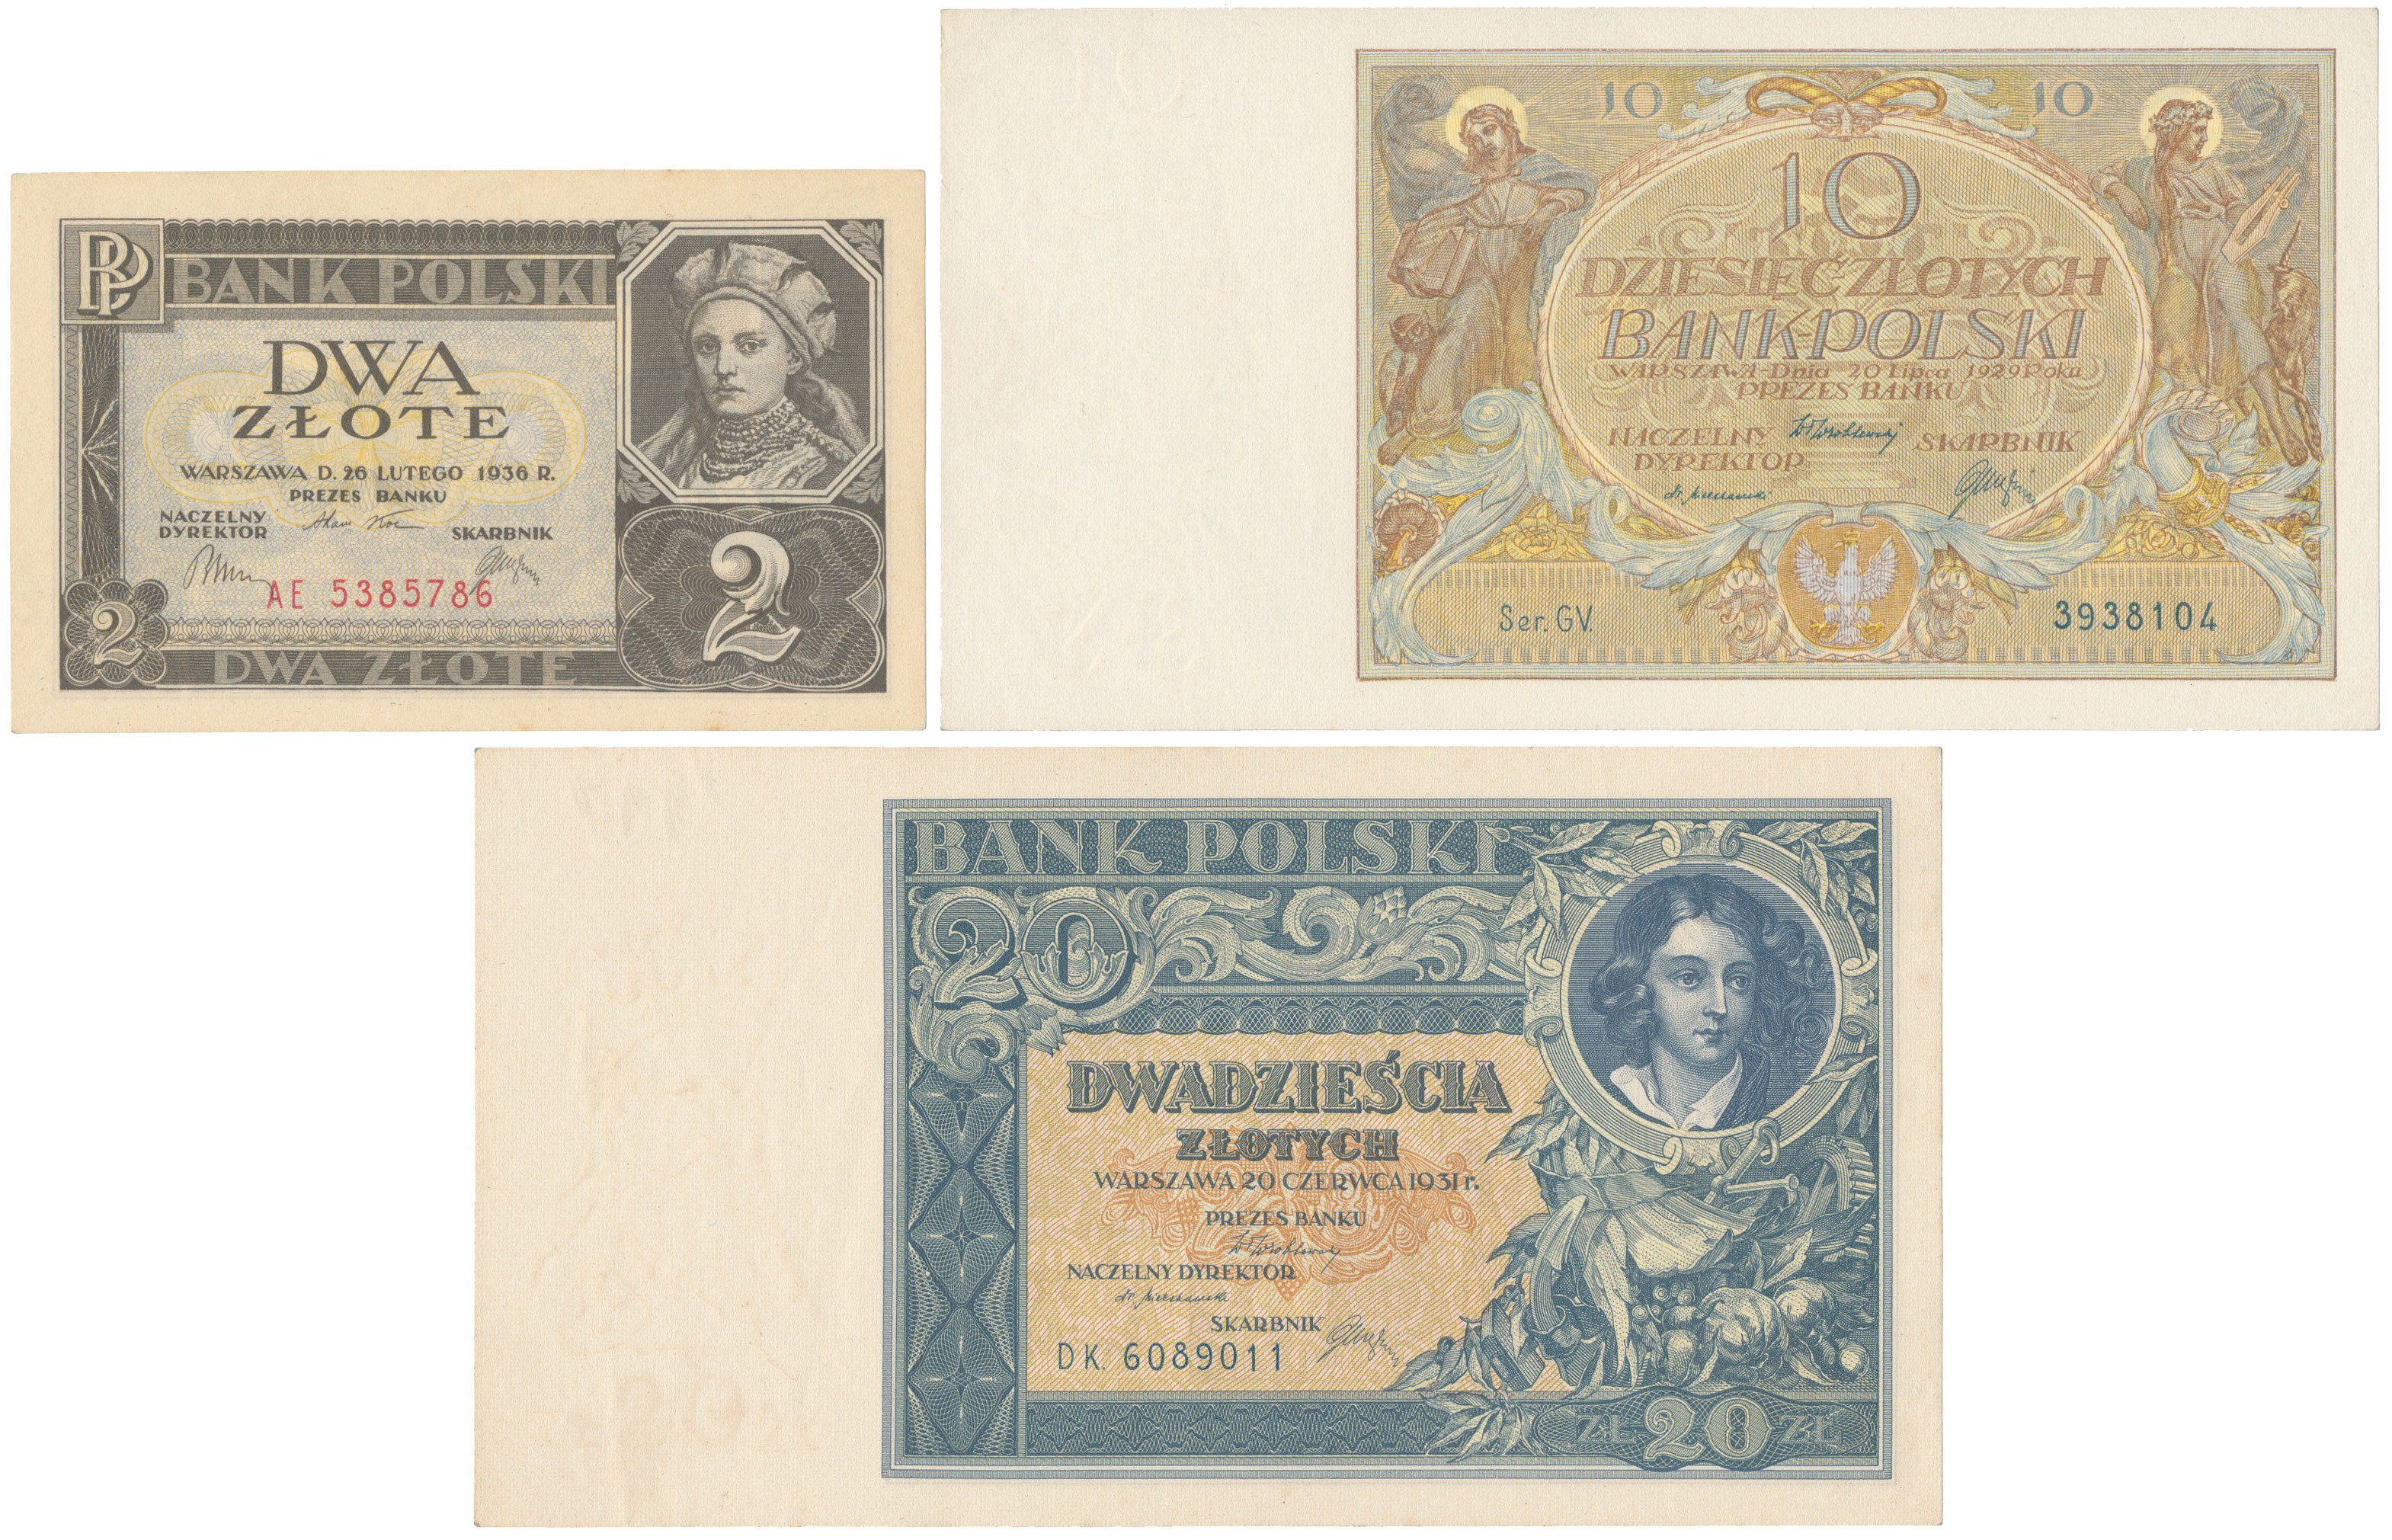 BP
BANK POLSKI
DWA
ZŁOTE
WARSZAWA D. 26 LUTEGO 1936 R.
PREZES BANKU
NACZELNY
DYREKTOR
SKARBNIK
AE 5385786
2
2
DWA ZŁOTE
10
10
10
DZIESIĘĆ ZŁOTYCH
BANK-POLSKI
WARSZAWA-Dnia 20 Lipca 1929 Roku
PREZES BANKU
NACZELNY
DYREKTOR
SKARBNIK
Ser. GV.
3938104
BANK POLSKI
20
DWADZIEŚCIA
ZŁOTYCH
WARSZAWA 20 CZERWCA 1931 r.
PREZES BANKU
NACZELNY DYREKTOR
SKARBNIK
DK. 6089011
ZŁ 20 ZŁ